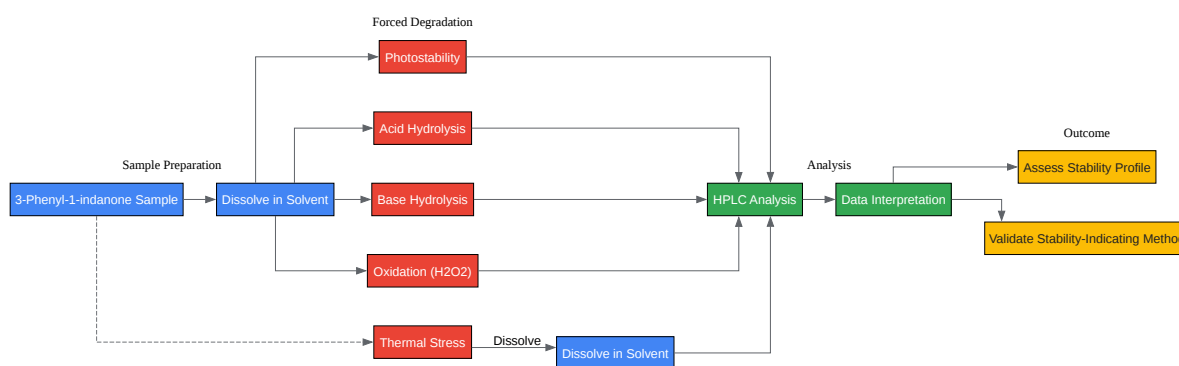 Forced Degradation
Photostability
Acid Hydrolysis
Outcome
Sample Preparation
Analysis
Assess Stability Profile
3-Phenyl-1-indanone Sample
Dissolve in Solvent
Base Hydrolysis
HPLC Analysis
Data Interpretation
Validate Stability-Indicating Metho
Oxidation (H2O2)
Thermal Stress
Dissolve
Dissolve in Solvent